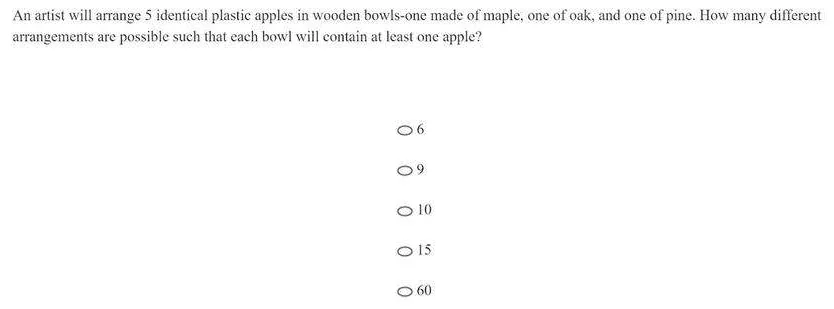 An artist will arrange 5 identical plastic apples in wooden bowls-one made of maple, one of oak, and one of pine. How many different
arrangements are possible such that each bowl will contain at least one apple?
6
9
10
15
60